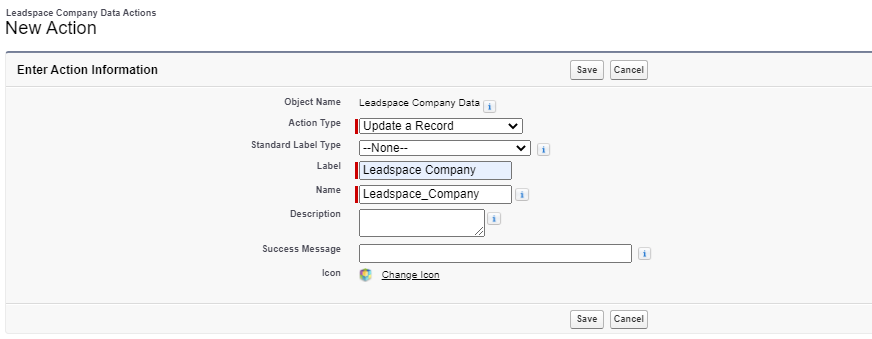 Leadspace Company Data Actions
New Action
Enter Action Information
Save Cancel
Object Name Leadspace Company Data i
Action Type Update a Record
Standard Label Type --None-- i
Label Leadspace Company
Name Leadspace_Company i
Description i
Success Message i
Icon Change Icon
Save Cancel